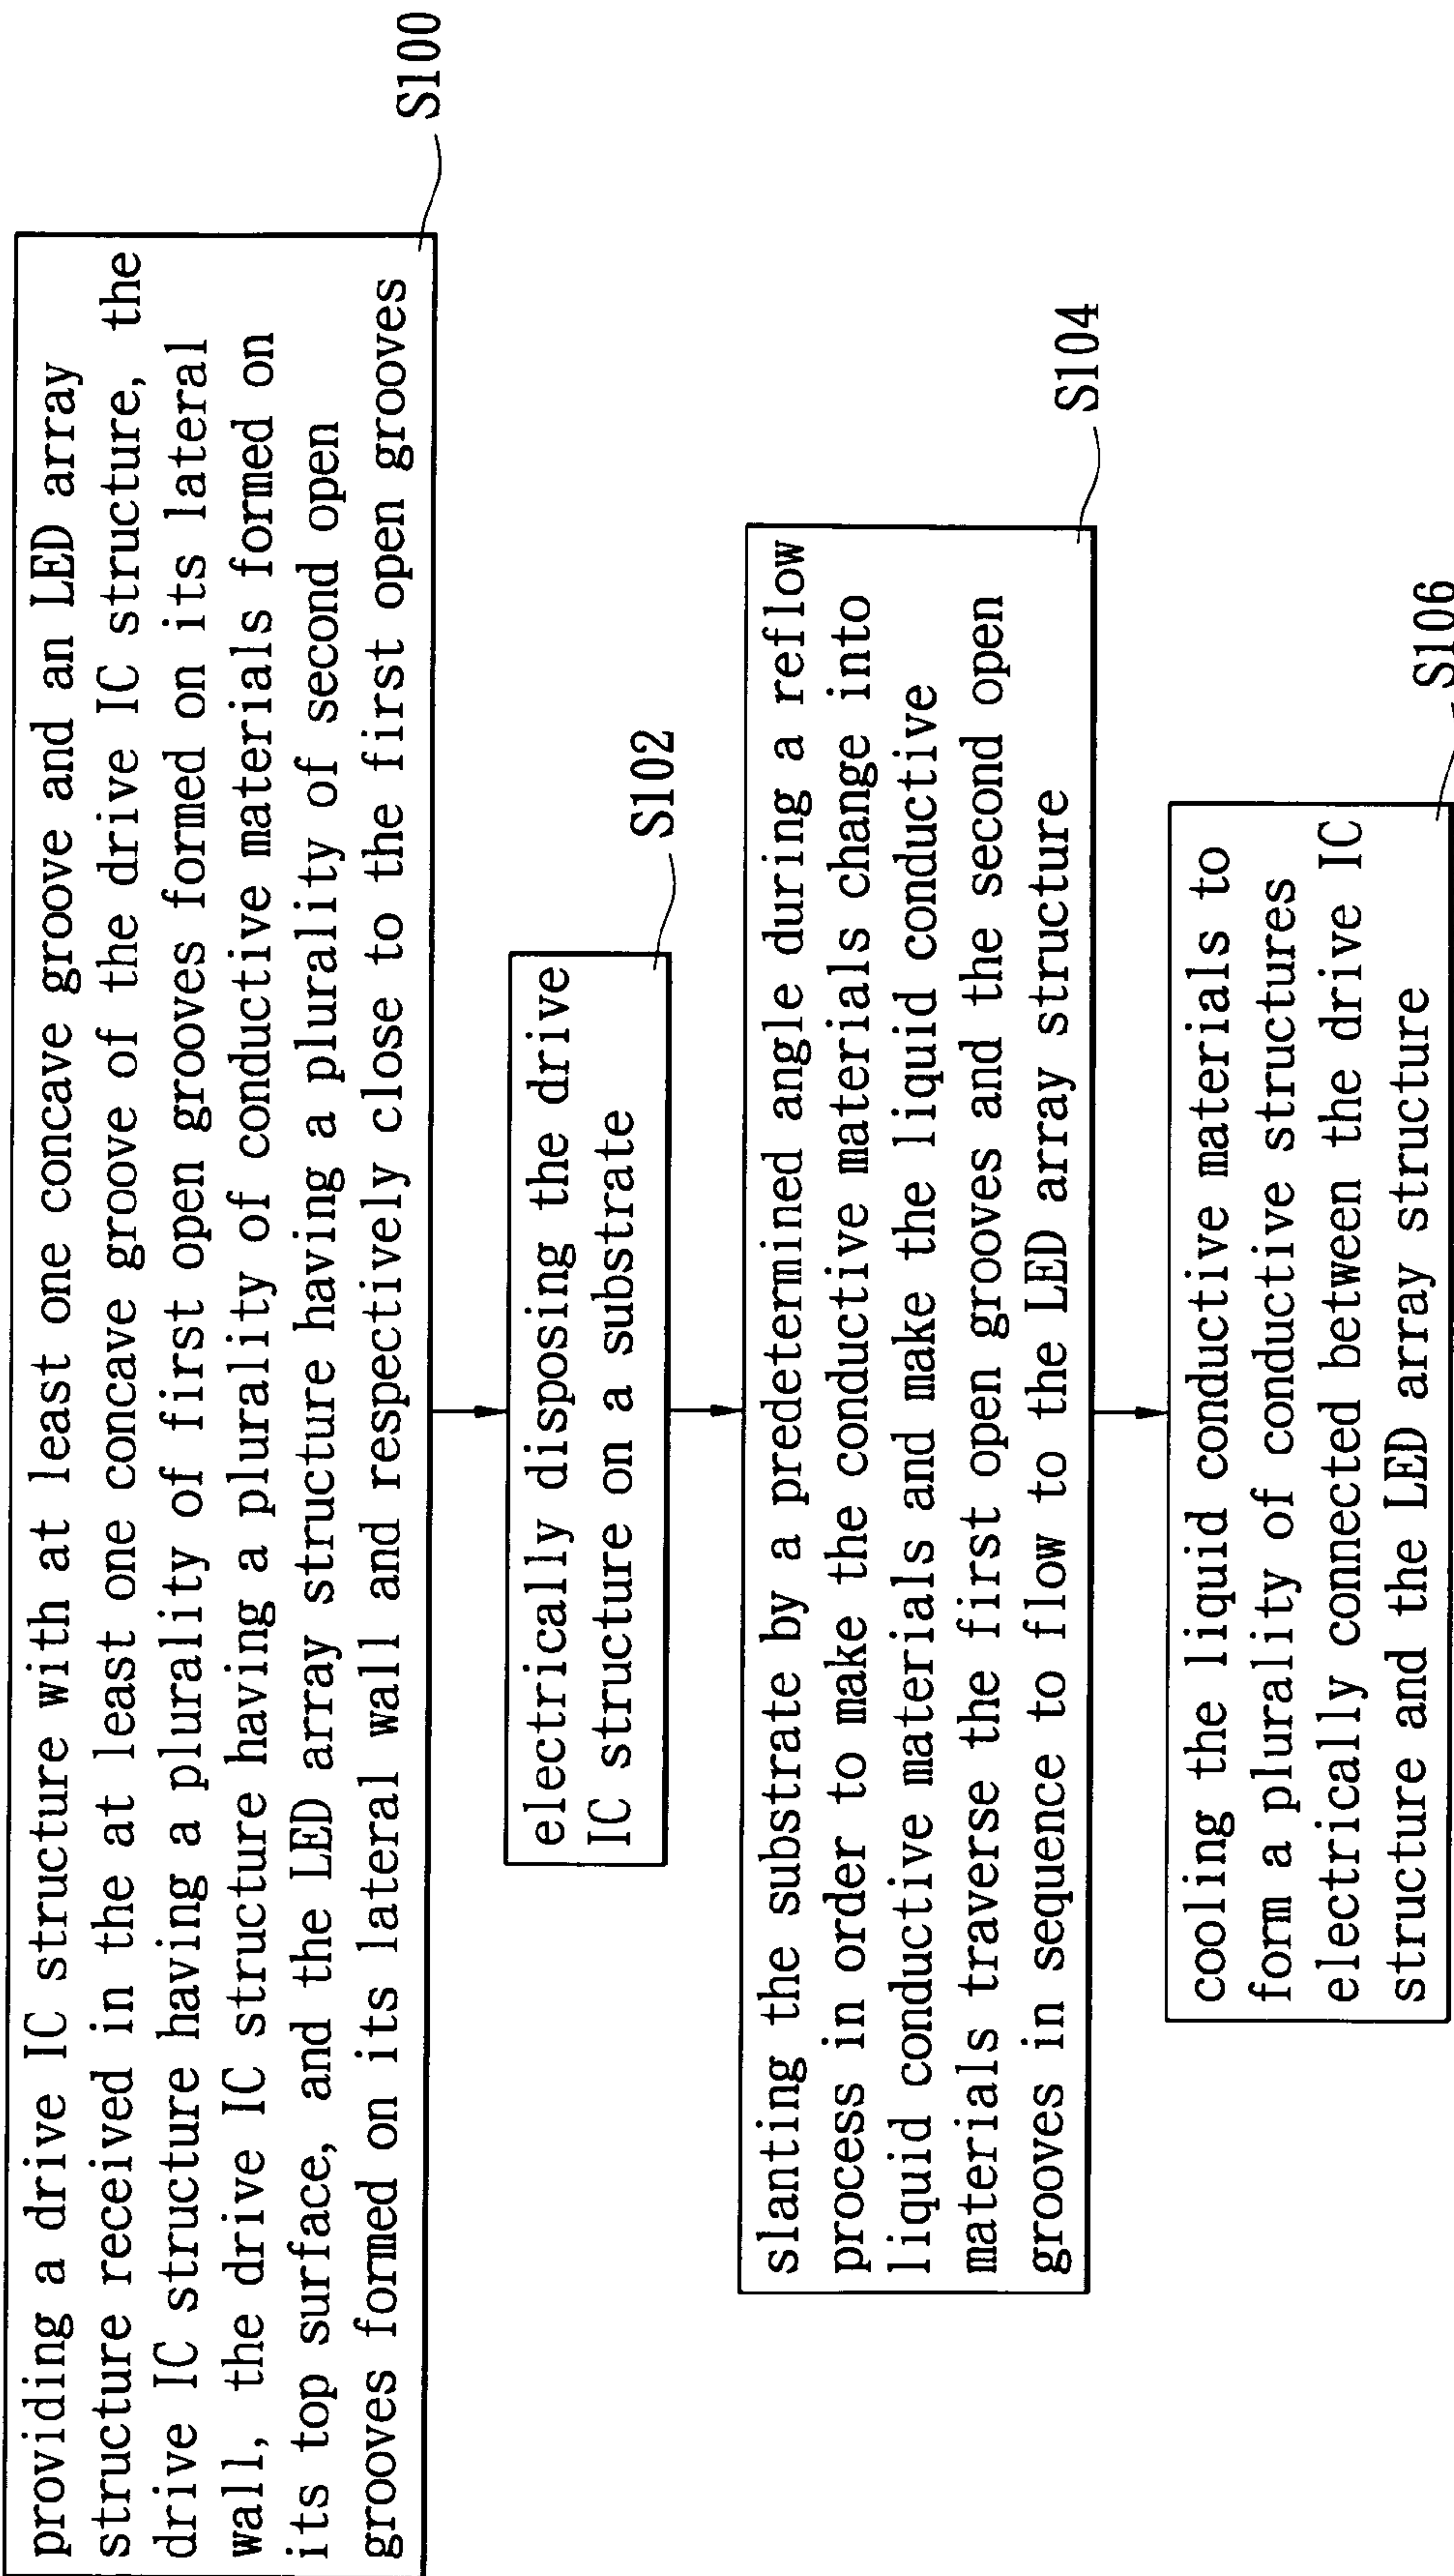 providing a drive IC structure with at least one concave groove and an LED array
structure received in the at least one concave groove of the drive IC structure, the
drive IC structure having a plurality of first open grooves formed on its lateral
wall, the drive IC structure having a plurality of conductive materials formed on
its top surface, and the LED array structure having a plurality of second open
grooves formed on its lateral wall and respectively close to the first open grooves
S100
electrically disposing the drive
IC structure on a substrate
S102
slanting the substrate by a predetermined angle during a reflow
process in order to make the conductive materials change into
liquid conductive materials and make the liquid conductive
materials traverse the first open grooves and the second open
grooves in sequence to flow to the LED array structure
S104
cooling the liquid conductive materials to
form a plurality of conductive structures
electrically connected between the drive IC
structure and the LED array structure
S106